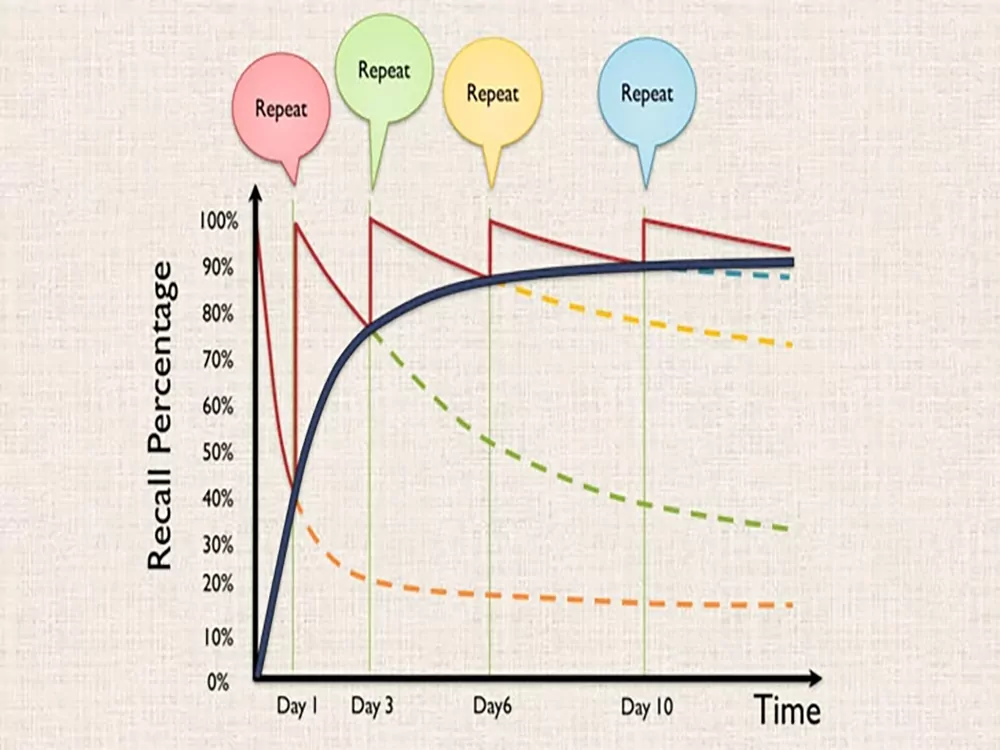 Repeat
Repeat
Repeat
Repeat
Recall Percentage
100%
90%
80%
70%
60%
50%
40%
30%
20%
10%
0%
Day 1
Day 3
Day6
Day 10
Time